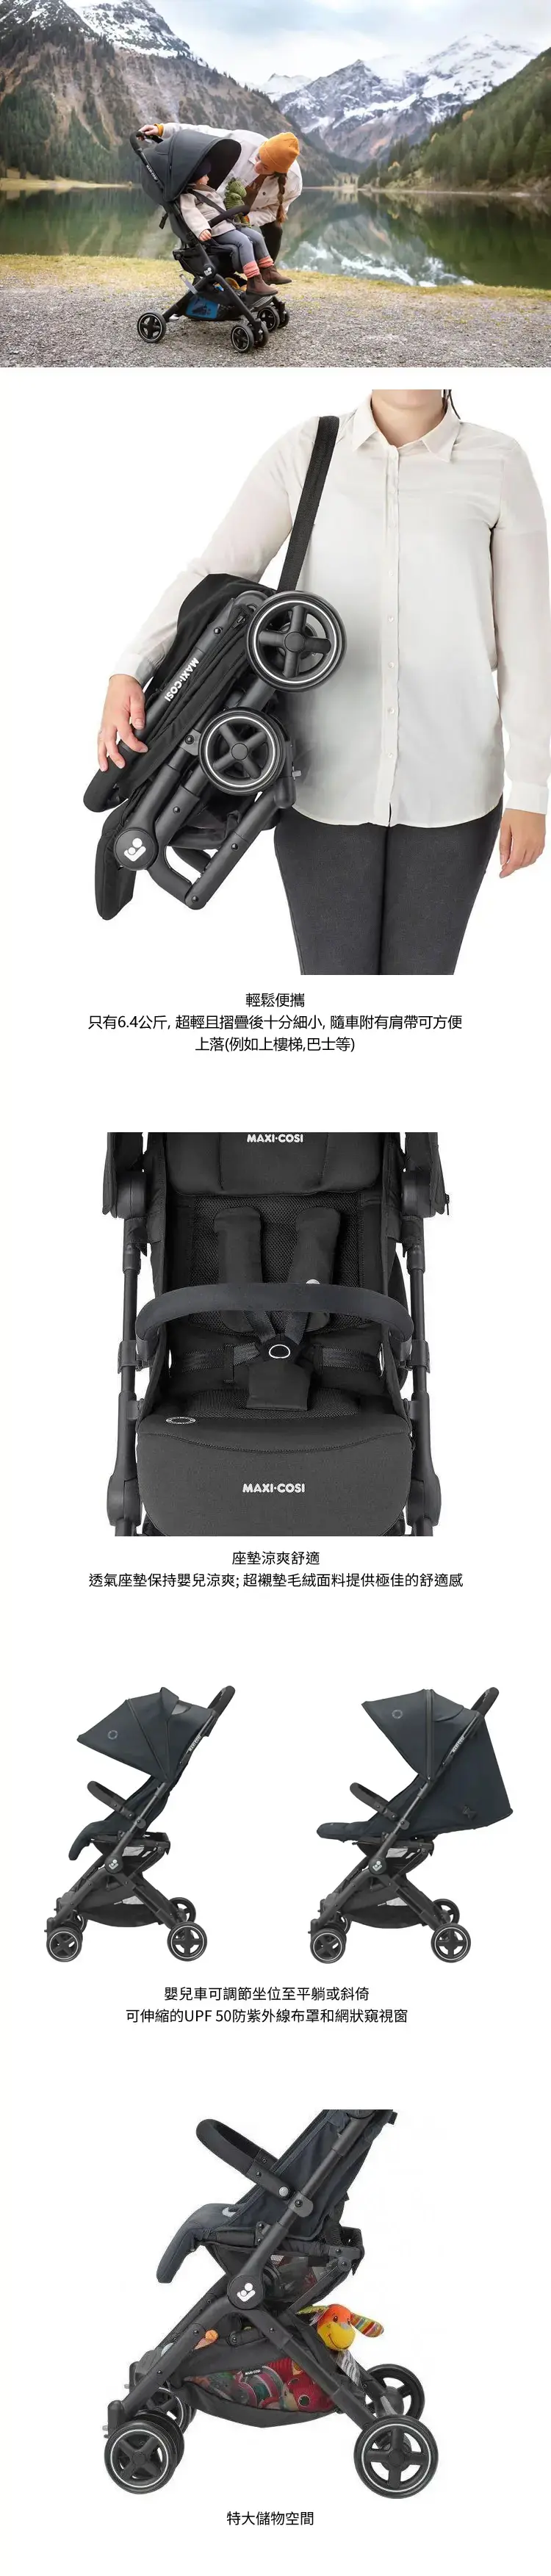 MAXI-COSI
輕鬆便攜
只有6.4公斤, 超輕且摺疊後十分細小, 隨車附有肩帶可方便
上落(例如上樓梯,巴士等)
MAXI·COSI
MAXI·COSI
座墊涼爽舒適
透氣座墊保持嬰兒涼爽; 超襯墊毛絨面料提供極佳的舒適感
嬰兒車可調節坐位至平躺或斜倚
可伸縮的UPF 50防紫外線布罩和網狀窺視窗
特大儲物空間